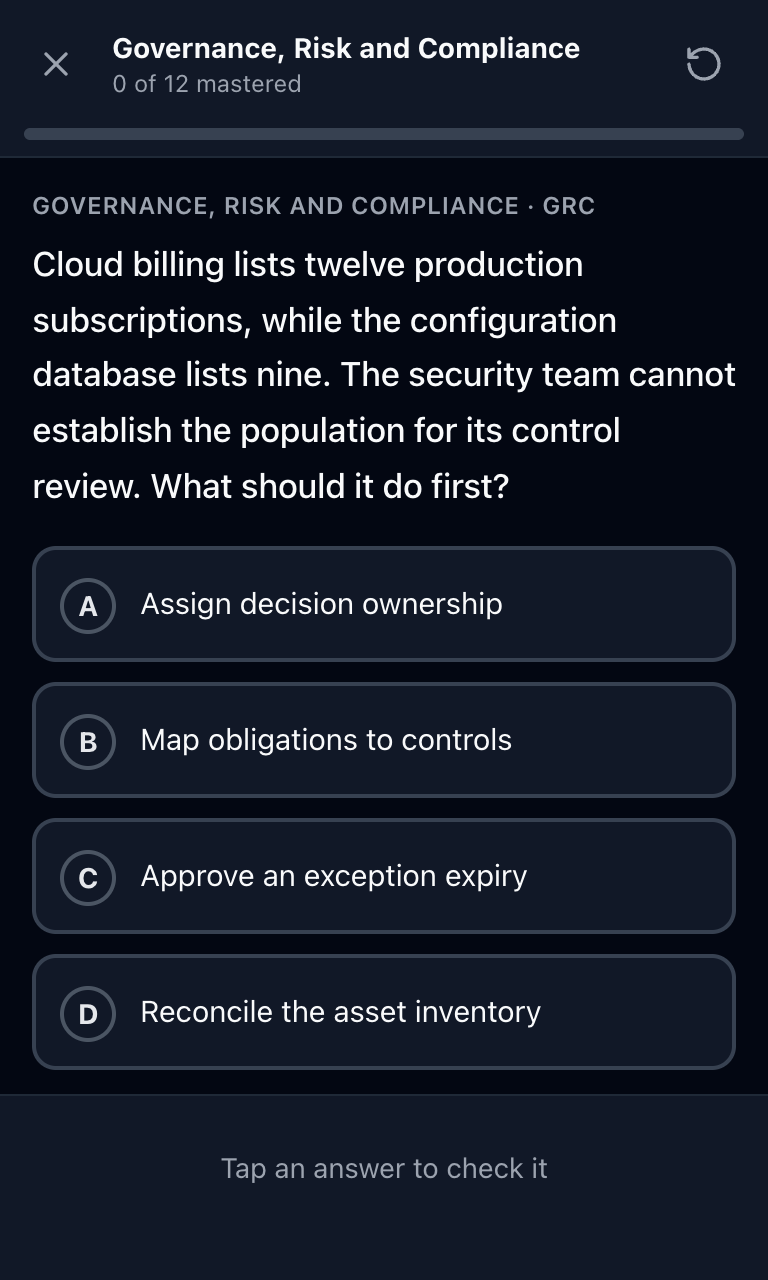 Governance, Risk and Compliance
0 of 12 mastered
GOVERNANCE, RISK AND COMPLIANCE · GRC
Cloud billing lists twelve production
subscriptions, while the configuration
database lists nine. The security team cannot
establish the population for its control
review. What should it do first?
A Assign decision ownership
B Map obligations to controls
C Approve an exception expiry
D Reconcile the asset inventory
Tap an answer to check it